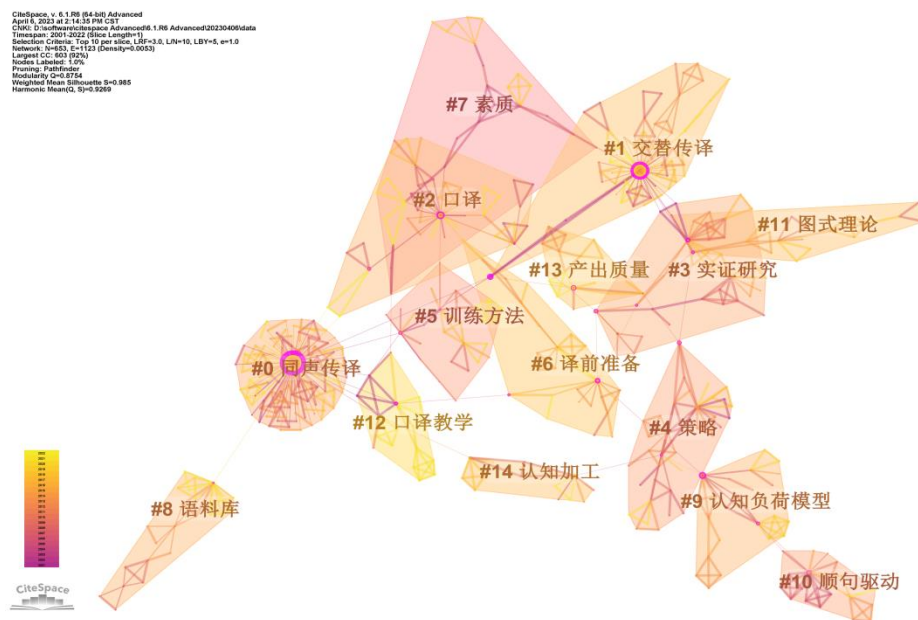 CiteSpace, v. 6.1.R6 (64-bit) Advanced
April 6, 2023 at 2:14:35 PM CST
CNKI: D:\software\citespace Advanced\6.1.R6 Advanced\20230406\data
Timespan: 2001-2022 (Slice Length=1)
Selection Criteria: Top 10 per slice, LRF=3.0, L/N=10, LBY=5, e=1.0
Network: N=653, E=1123 (Density=0.0053)
Largest CC: 603 (92%)
Nodes Labeled: 1.0%
Pruning: Pathfinder
Modularity Q=0.8754
Weighted Mean Silhouette S=0.985
Harmonic Mean(Q, S)=0.9269
#7 素质
#1 交替传译
#2 口译
#11 图式理论
#13 产出质量
#3 实证研究
#5 训练方法
#6 译前准备
#0 同声传译
#12 口译教学
#4 策略
#14 认知加工
#9 认知负荷模型
#8 语料库
#10 顺句驱动
CiteSpace